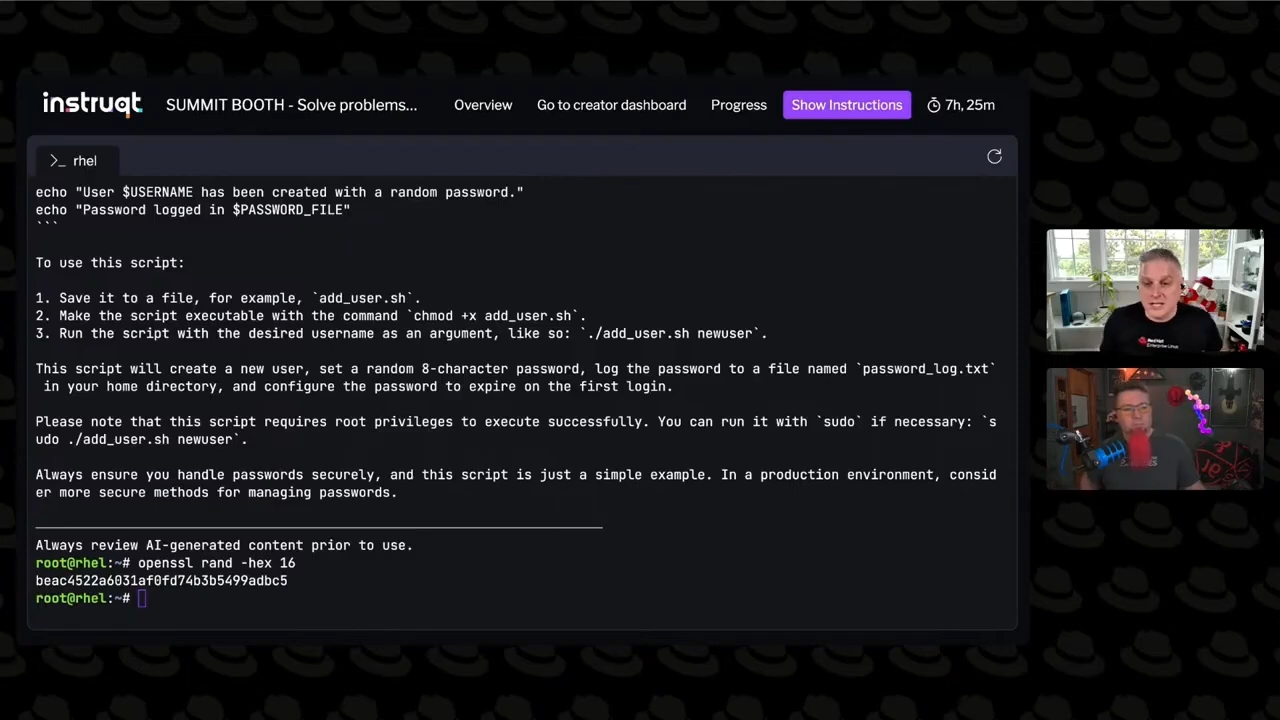 instruqt SUMMIT BOOTH - Solve problems... Overview Go to creator dashboard Progress Show Instructions 7h, 25m
>_ rhel
echo "User $USERNAME has been created with a random password."
echo "Password logged in $PASSWORD_FILE"
```
To use this script:
1. Save it to a file, for example, `add_user.sh`.
2. Make the script executable with the command `chmod +x add_user.sh`.
3. Run the script with the desired username as an argument, like so: `./add_user.sh newuser`.
This script will create a new user, set a random 8-character password, log the password to a file named `password_log.txt`
in your home directory, and configure the password to expire on the first login.
Please note that this script requires root privileges to execute successfully. You can run it with `sudo` if necessary: `s
udo ./add_user.sh newuser`.
Always ensure you handle passwords securely, and this script is just a simple example. In a production environment, consid
er more secure methods for managing passwords.
Always review AI-generated content prior to use.
root@rhel:~# openssl rand -hex 16
beac4522a6031af0fd74b3b5499adbc5
root@rhel:~#
Red Hat
Enterprise Linux